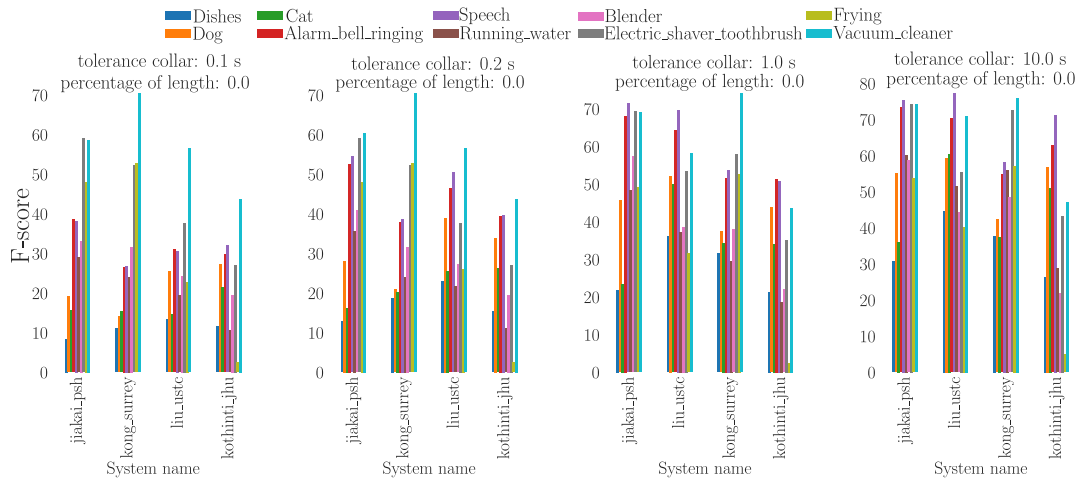 Dishes Cat Speech Blender Frying
Dog Alarm_bell_ringing Running_water Electric_shaver_toothbrush Vacuum_cleaner
tolerance collar: 0.1 s
percentage of length: 0.0
70
60
50
40
30
20
10
0
F-score
jiakai_psh
kong_surrey
liu_ustc
kothinti_jhu
System name
tolerance collar: 0.2 s
percentage of length: 0.0
70
60
50
40
30
20
10
0
jiakai_psh
kong_surrey
liu_ustc
kothinti_jhu
System name
tolerance collar: 1.0 s
percentage of length: 0.0
70
60
50
40
30
20
10
0
jiakai_psh
liu_ustc
kong_surrey
kothinti_jhu
System name
tolerance collar: 10.0 s
percentage of length: 0.0
80
70
60
50
40
30
20
10
0
jiakai_psh
liu_ustc
kong_surrey
kothinti_jhu
System name